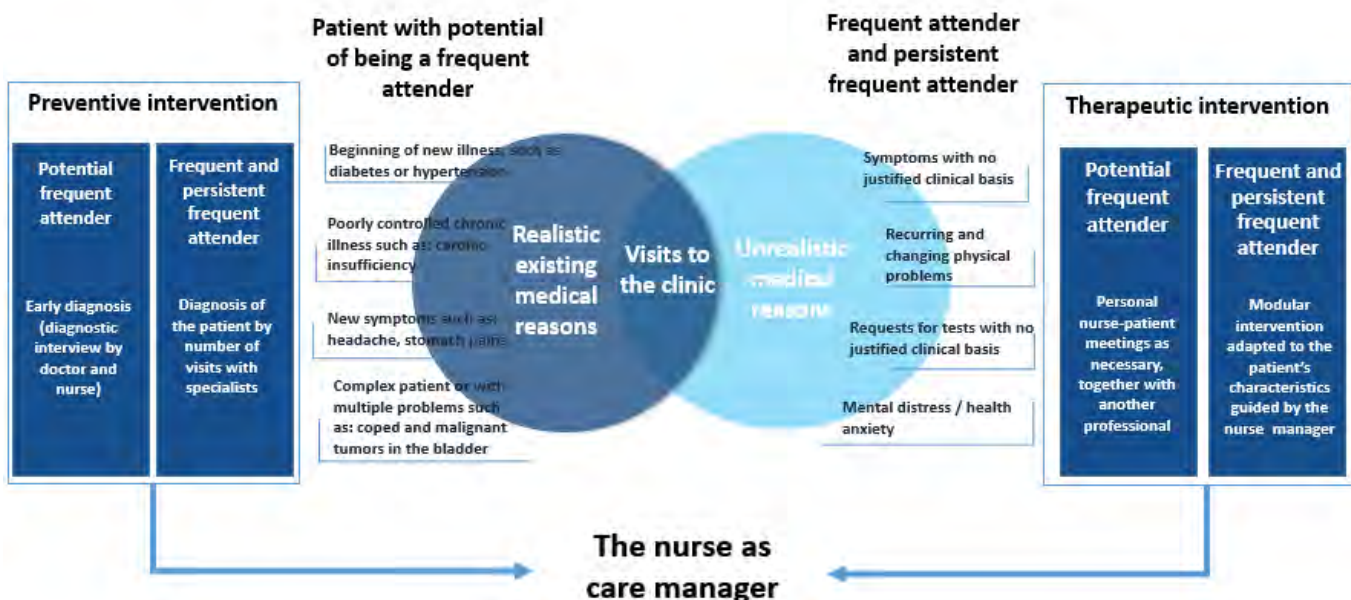 Patient with potential
of being a frequent
attender
Frequent attender
and persistent
frequent attender
Preventive intervention
Potential
frequent
attender
Early diagnosis
(diagnostic
interview by
doctor and
nurse)
Frequent and
persistent
frequent
attender
Diagnosis of
the patient by
number of
visits with
specialists
Beginning of new illness, such as
diabetes or hypertension
Poorly controlled chronic
illness such as:
insufficiency
New symptoms such as:
headache, stomach pains
Complex patient or with
multiple problems such
as: coped and malignant
tumors in the bladder
Realistic
existing
medical
reasons
Visits to
the clinic
Unrealistic
medical
reasons
Symptoms with no
justified clinical basis
Recurring and
changing physical
problems
Requests for tests with no
justified clinical basis
Mental distress / health
anxiety
Therapeutic intervention
Potential
frequent
attender
Personal
nurse-patient
meetings as
necessary,
together with
another
professional
Frequent and
persistent
frequent
attender
Modular
intervention
adapted to the
patient's
characteristics
guided by the
nurse manager
The nurse as
care manager